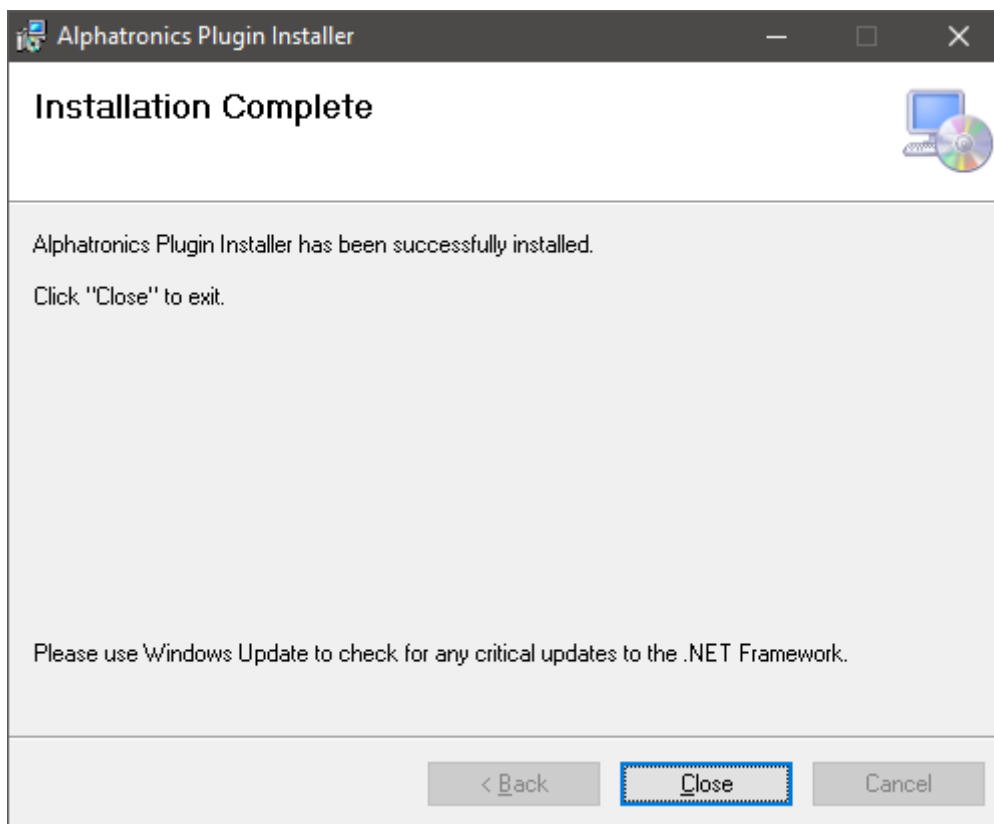 Alphatronics Plugin Installer
Installation Complete
Alphatronics Plugin Installer has been successfully installed.
Click "Close" to exit.
Please use Windows Update to check for any critical updates to the .NET Framework.
< Back
Close
Cancel